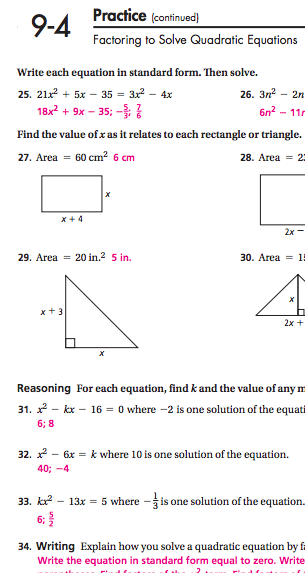 9-4
Practice (continued)
Factoring to Solve Quadratic Equations
Write each equation in standard form. Then solve.
25. 21x² + 5x − 35 = 3x² − 4x
26. 3n² − 2n
18x² + 9x − 35; −5/3, 7/6
6n² − 11n
Find the value of x as it relates to each rectangle or triangle.
27. Area = 60 cm² 6 cm
28. Area =
x
x + 4
2x −
29. Area = 20 in.² 5 in.
30. Area =
x + 3
x
x
2x +
Reasoning For each equation, find k and the value of any
31. x² − kx − 16 = 0 where −2 is one solution of the
6; 8
32. x² − 6x = k where 10 is one solution of the equation.
40; −4
33. kx² − 13x = 5 where −1/3 is one solution of the equation.
6; 5/2
34. Writing Explain how you solve a quadratic equation by
Write the equation in standard form equal to zero. Write